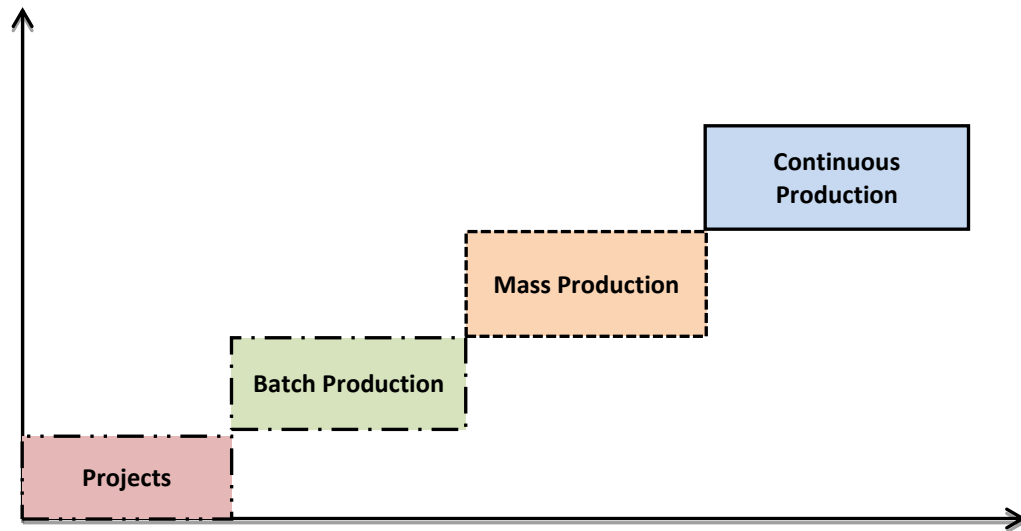 Continuous
Production
Mass Production
Batch Production
Projects